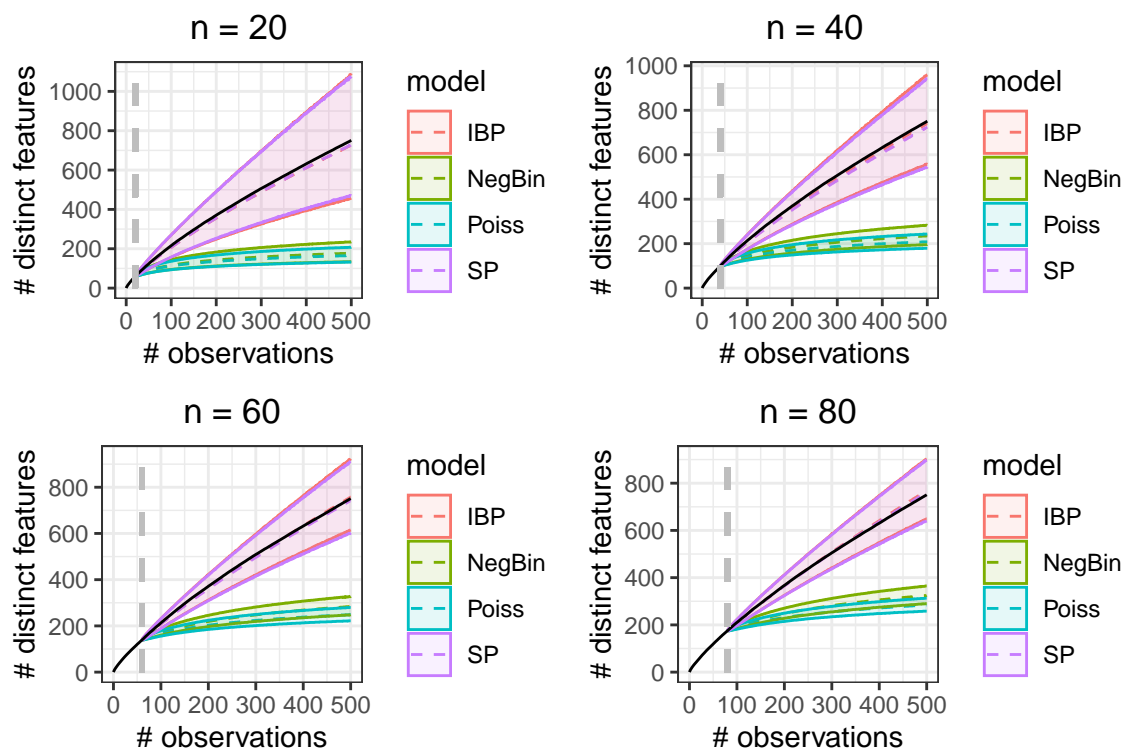 n = 20
# distinct features
1000
800
600
400
200
0
0 100 200 300 400 500
# observations
model
IBP
NegBin
Poiss
SP
n = 40
# distinct features
1000
800
600
400
200
0
0 100 200 300 400 500
# observations
model
IBP
NegBin
Poiss
SP
n = 60
# distinct features
800
600
400
200
0
0 100 200 300 400 500
# observations
model
IBP
NegBin
Poiss
SP
n = 80
# distinct features
800
600
400
200
0
0 100 200 300 400 500
# observations
model
IBP
NegBin
Poiss
SP